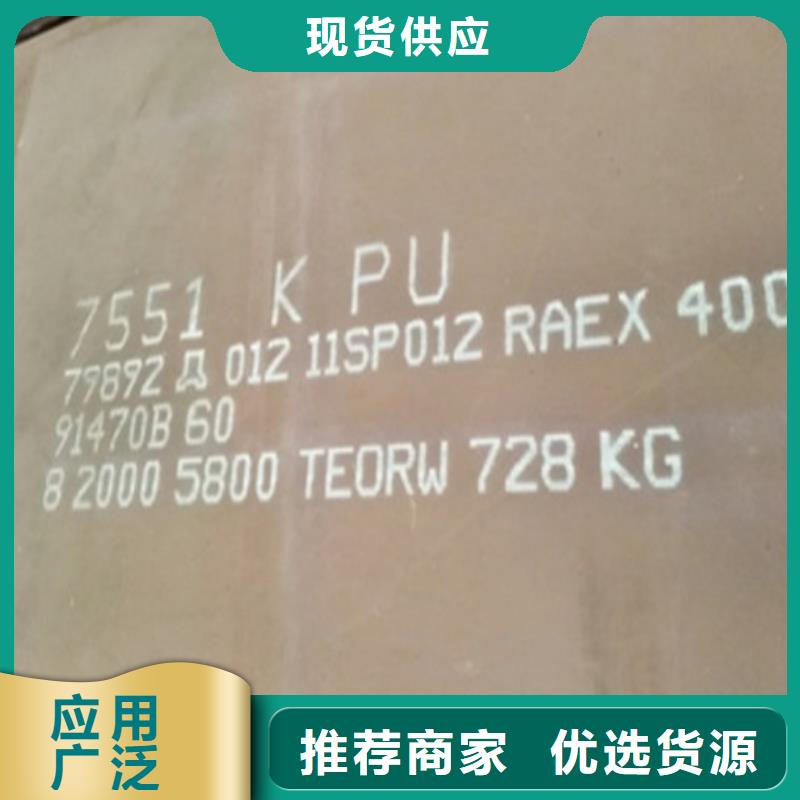 现货供应
7551 K PU
79892 012 11SP012 RAEX 400
91470B 60
8 2000 5800 TEORW 728 KG
应用
广泛
推荐商家 优选货源